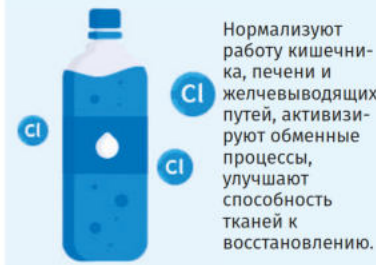 Cl
Cl
Cl
Нормализуют
работу кишечни-
ка, печени и
желчевыводящих
путей, активизи-
руют обменные
процессы,
улучшают
способность
тканей к
восстановлению.